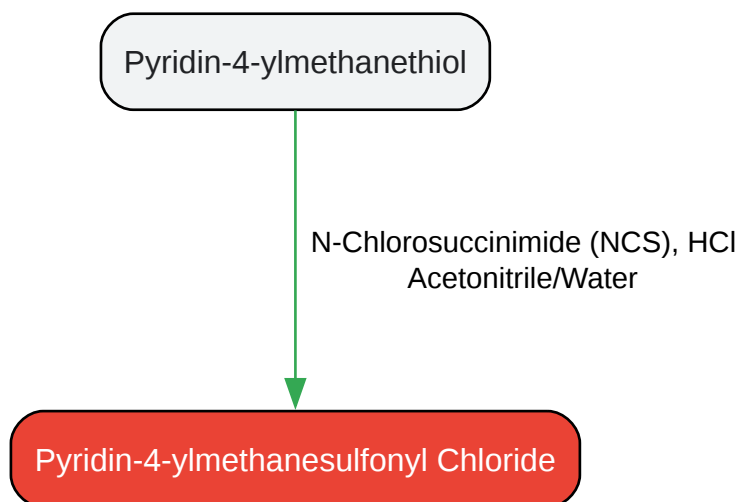 Pyridin-4-ylmethanethiol
N-Chlorosuccinimide (NCS), HCl
Acetonitrile/Water
Pyridin-4-ylmethanesulfonyl Chloride